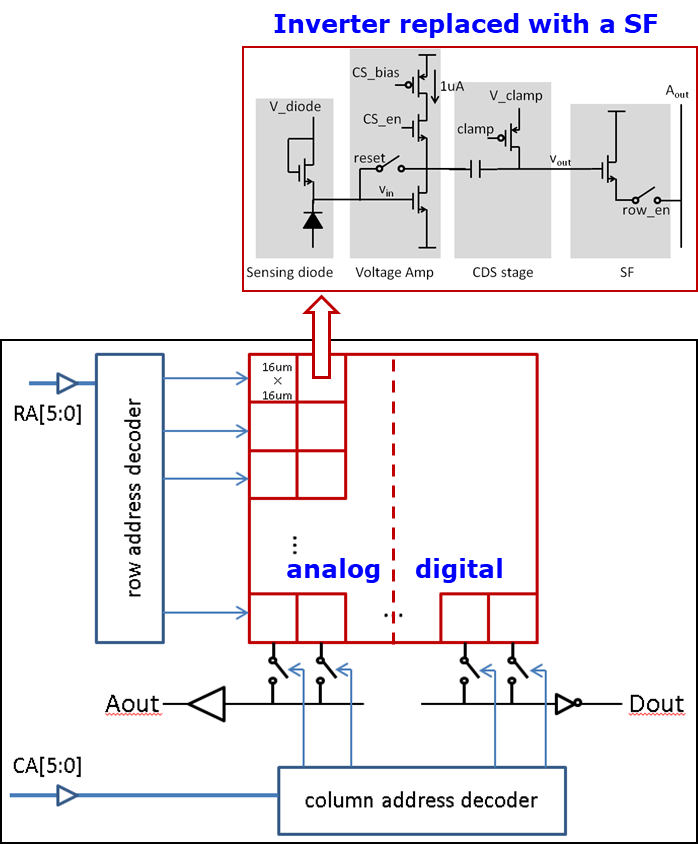 Inverter replaced with a SF
CS_bias
1uA
V_diode
V_clamp
Aout
CS_en
clamp
reset
vout
vin
row_en
Sensing diode
Voltage Amp
CDS stage
SF
16um
×
16um
RA[5:0]
row address decoder
...
analog
digital
...
Aout
Dout
CA[5:0]
column address decoder